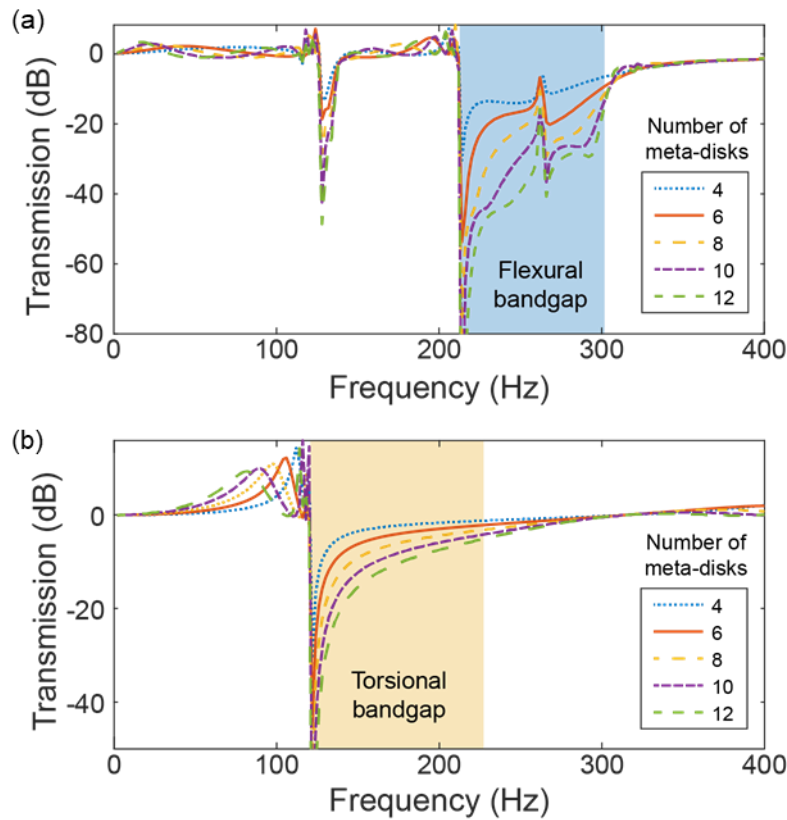 (a)
0
-20
-40
-60
-80
Transmission (dB)
Number of
meta-disks
4
6
8
10
12
Flexural
bandgap
0
100
200
300
400
Frequency (Hz)
(b)
0
-20
-40
Transmission (dB)
Number of
meta-disks
4
6
8
10
12
Torsional
bandgap
0
100
200
300
400
Frequency (Hz)